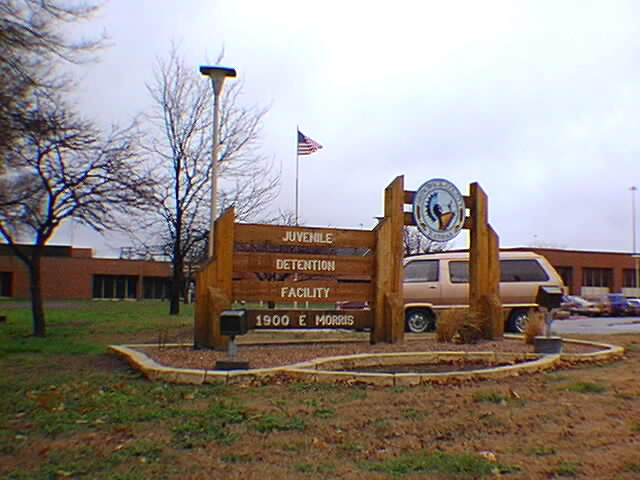 JUVENILE
DETENTION
FACILITY
1900 E MORRIS